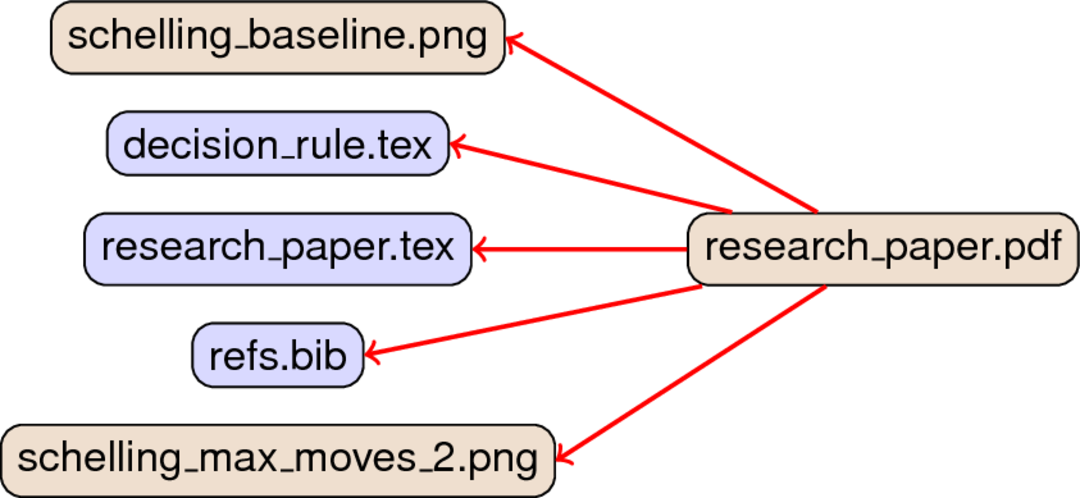 schelling_baseline.png
decision_rule.tex
research_paper.tex
research_paper.pdf
refs.bib
schelling_max_moves_2.png